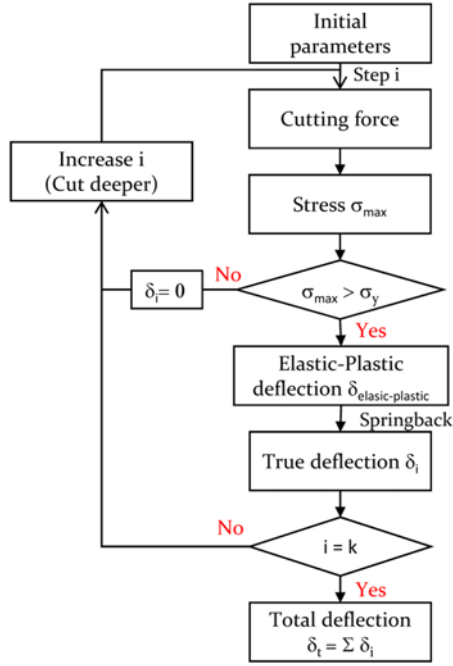 Initial
parameters
Step i
Cutting force
Increase i
(Cut deeper)
Stress σmax
No
δi= 0
σmax > σy
Yes
Elastic-Plastic
deflection δelasic-plastic
Springback
True deflection δi
No
i = k
Yes
Total deflection
δt = Σ δi